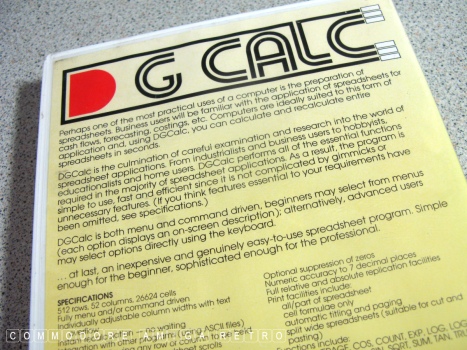 DG CALC
Perhaps one of the most practical uses of a computer is the preparation of
spreadsheets. Business users will be familiar with the application of spreadsheets for
cash flows, forecasting, costings, etc. Computers are ideally suited to this form of
application and, using DGCalc, you can calculate and recalculate entire
spreadsheets in seconds.
DGCalc is the culmination of careful examination and research into the world of
spreadsheet applications. From industrialists and business users to hobbyists,
educationalists and home users. DGCalc performs all of the essential functions
required in the majority of spreadsheet applications. As a result, the program is
simple to use, fast and efficient since it is not complicated by gimmicks or
unnecessary features. (If you think features essential to your requirements have
been omitted, see specifications.)
DGCalc is both menu and command driven, beginners may select from menus
(each option displays an on-screen description); alternatively, advanced users
may select options directly using the keyboard.
... at last, an inexpensive and genuinely easy-to-use spreadsheet program. Simple
enough for the beginner, sophisticated enough for the professional.
SPECIFICATIONS
512 rows, 52 columns, 26624 cells
Fully menu and/or command driven
Individually adjustable column widths with text
Optional suppression of zeros
Numeric accuracy to 7 decimal places
Full relative and absolute replication facilities
Print facilities include:
all/part of spreadsheet
cell formulae only
automatic titling and paging
split wide spreadsheets (suitable for cut and
pasting)
COMMODORE AMIGA RETRO